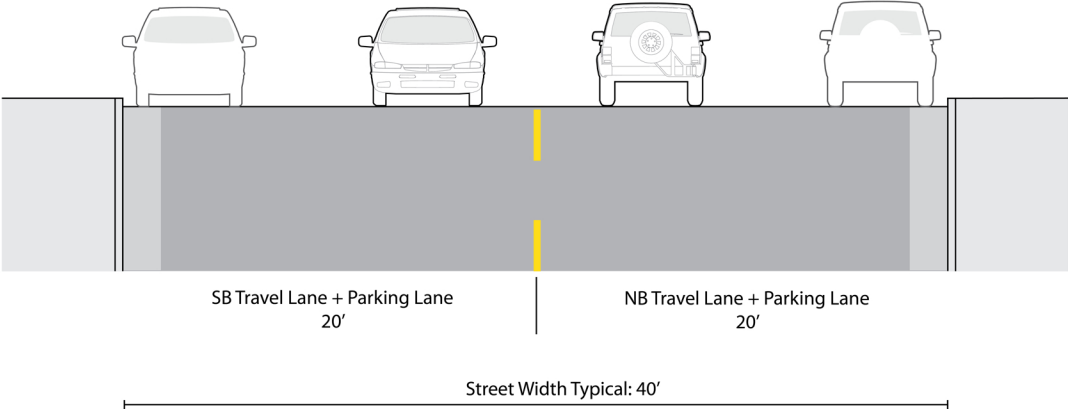 SB Travel Lane + Parking Lane
20’
NB Travel Lane + Parking Lane
20’
Street Width Typical: 40’